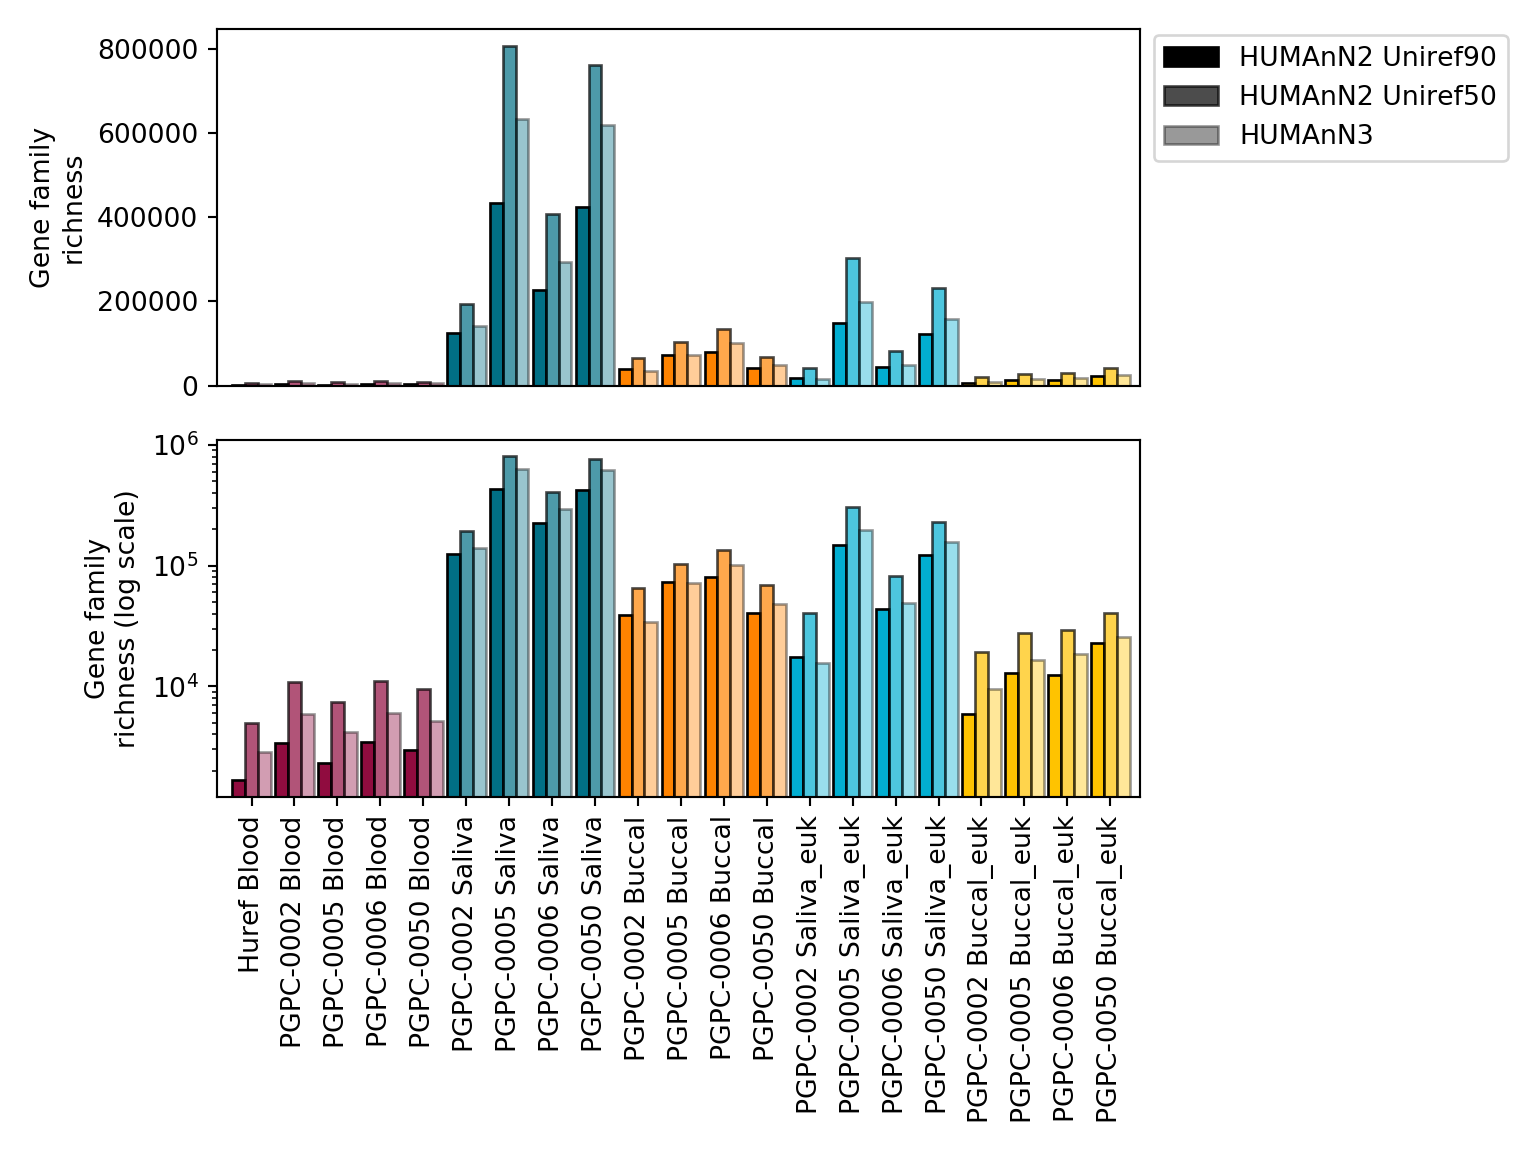 800000
600000
400000
200000
0
Gene family
richness
HUMAnN2 Uniref90
HUMAnN2 Uniref50
HUMAnN3
10^6
10^5
10^4
Gene family
richness (log scale)
Huref Blood
PGPC-0002 Blood
PGPC-0005 Blood
PGPC-0006 Blood
PGPC-0050 Blood
PGPC-0002 Saliva
PGPC-0005 Saliva
PGPC-0006 Saliva
PGPC-0050 Saliva
PGPC-0002 Buccal
PGPC-0005 Buccal
PGPC-0006 Buccal
PGPC-0050 Buccal
PGPC-0002 Saliva_euk
PGPC-0005 Saliva_euk
PGPC-0006 Saliva_euk
PGPC-0050 Saliva_euk
PGPC-0002 Buccal_euk
PGPC-0005 Buccal_euk
PGPC-0006 Buccal_euk
PGPC-0050 Buccal_euk